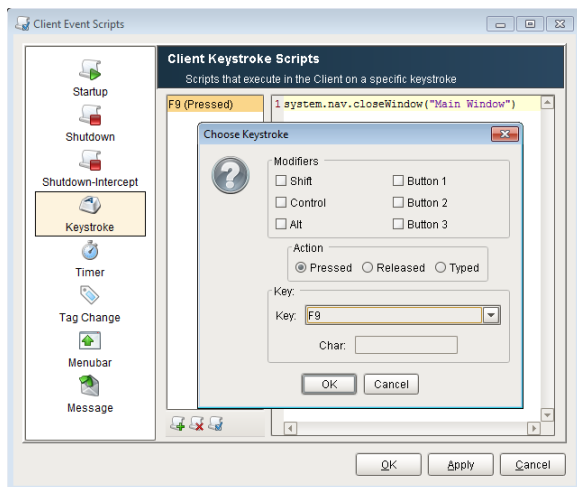 Client Event Scripts
Startup
Shutdown
Shutdown-Intercept
Keystroke
Timer
Tag Change
Menubar
Message
Client Keystroke Scripts
Scripts that execute in the Client on a specific keystroke
F9 (Pressed)
1 system.nav.closeWindow("Main Window")
Choose Keystroke
Modifiers
Shift Button 1
Control Button 2
Alt Button 3
Action
Pressed Released Typed
Key:
Key: F9
Char:
OK Cancel
OK Apply Cancel